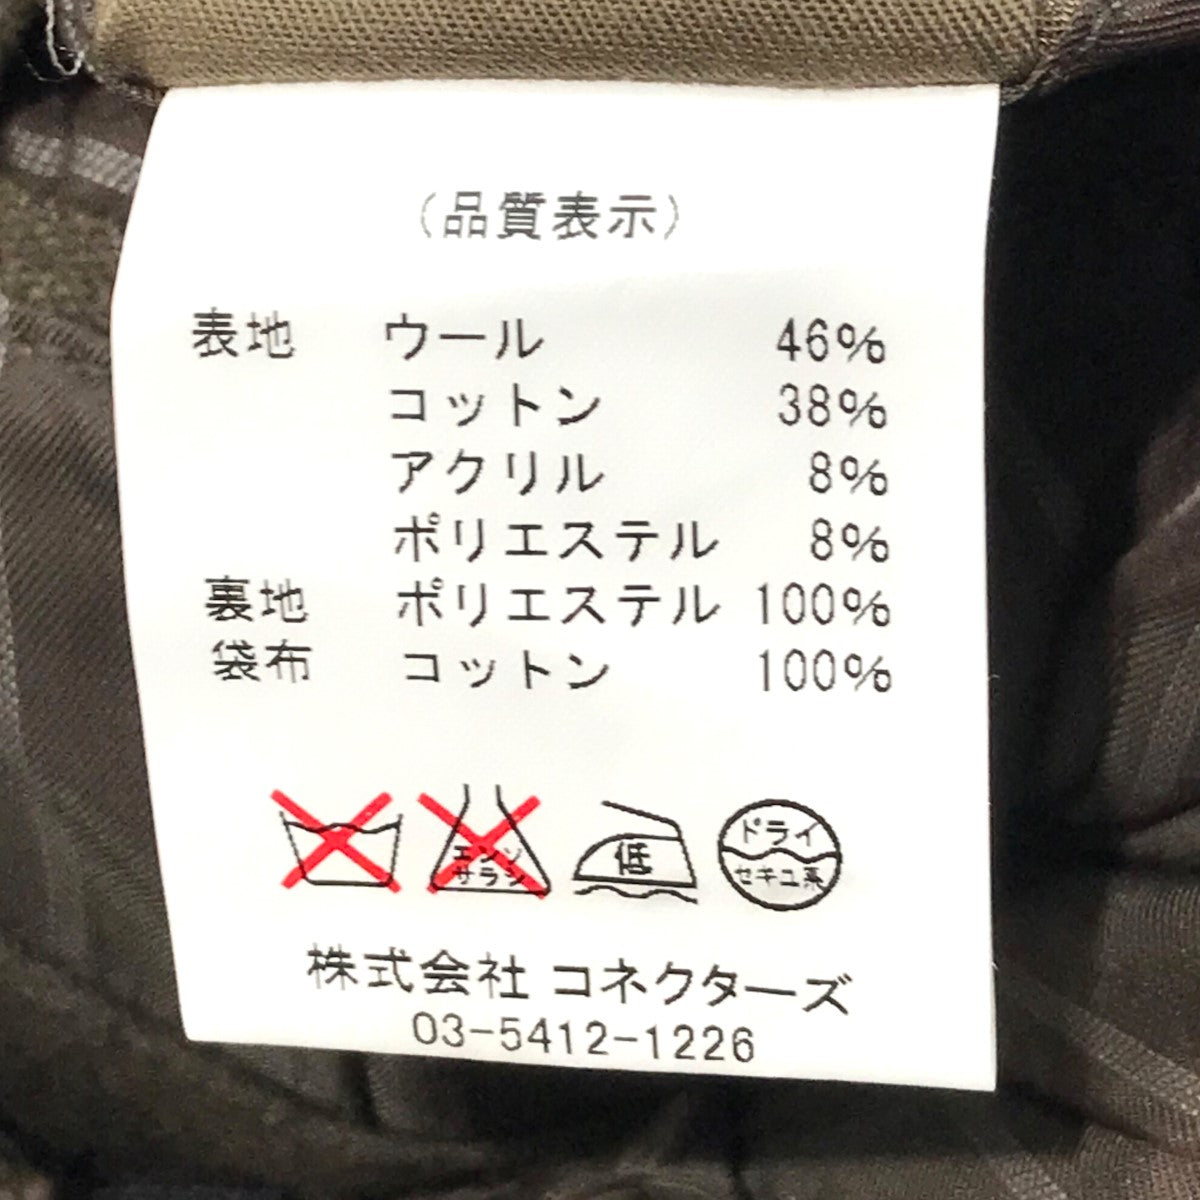 （品質表示）
表地 ウール 46%
コットン 38%
アクリル 8%
ポリエステル 8%
裏地 ポリエステル 100%
袋布 コットン 100%
エンソ サラシ 低 ドライ セキユ系
株式会社 コネクターズ
03-5412-1226